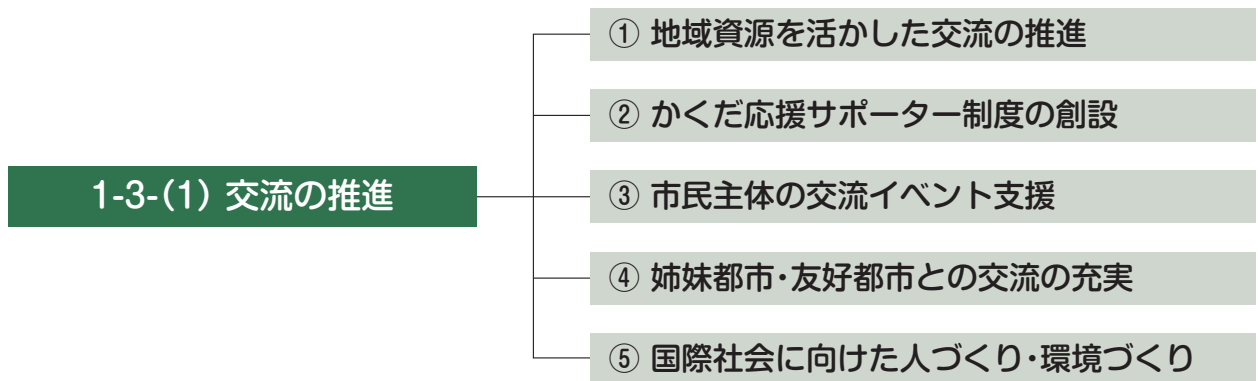 ① 地域資源を活かした交流の推進
② かくだ応援サポーター制度の創設
1-3-(1) 交流の推進
③ 市民主体の交流イベント支援
④ 姉妹都市･友好都市との交流の充実
⑤ 国際社会に向けた人づくり･環境づくり